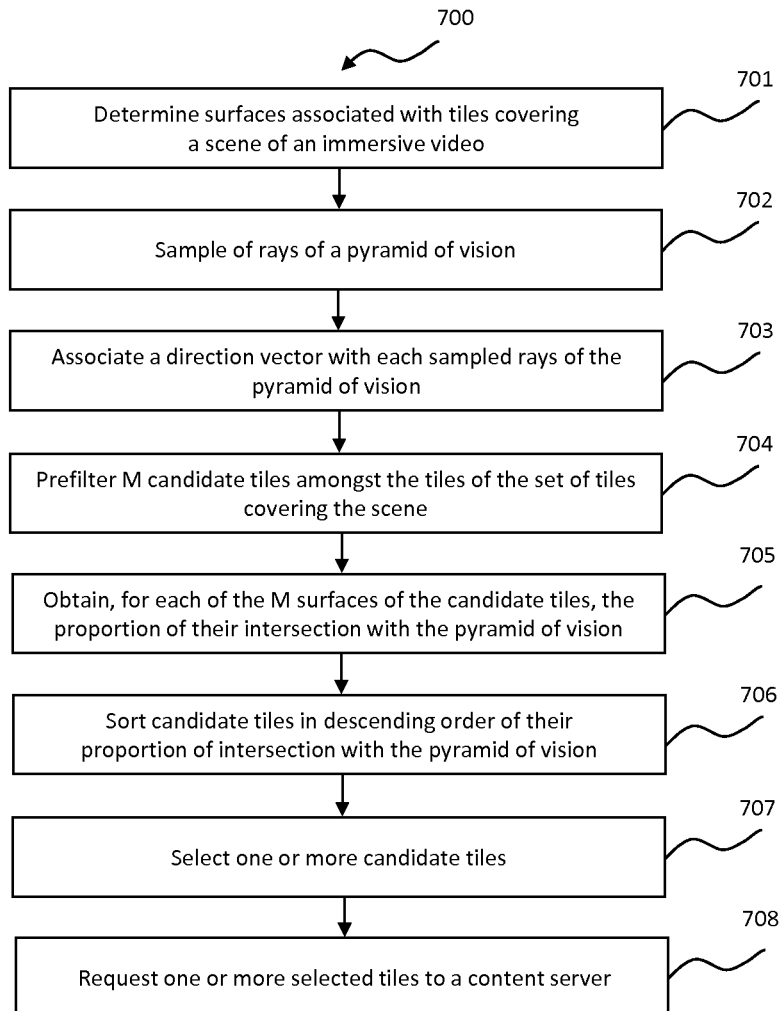 700
701
Determine surfaces associated with tiles covering
a scene of an immersive video
702
Sample of rays of a pyramid of vision
703
Associate a direction vector with each sampled rays of the
pyramid of vision
704
Prefilter M candidate tiles amongst the tiles of the set of tiles
covering the scene
705
Obtain, for each of the M surfaces of the candidate tiles, the
proportion of their intersection with the pyramid of vision
706
Sort candidate tiles in descending order of their
proportion of intersection with the pyramid of vision
707
Select one or more candidate tiles
708
Request one or more selected tiles to a content server